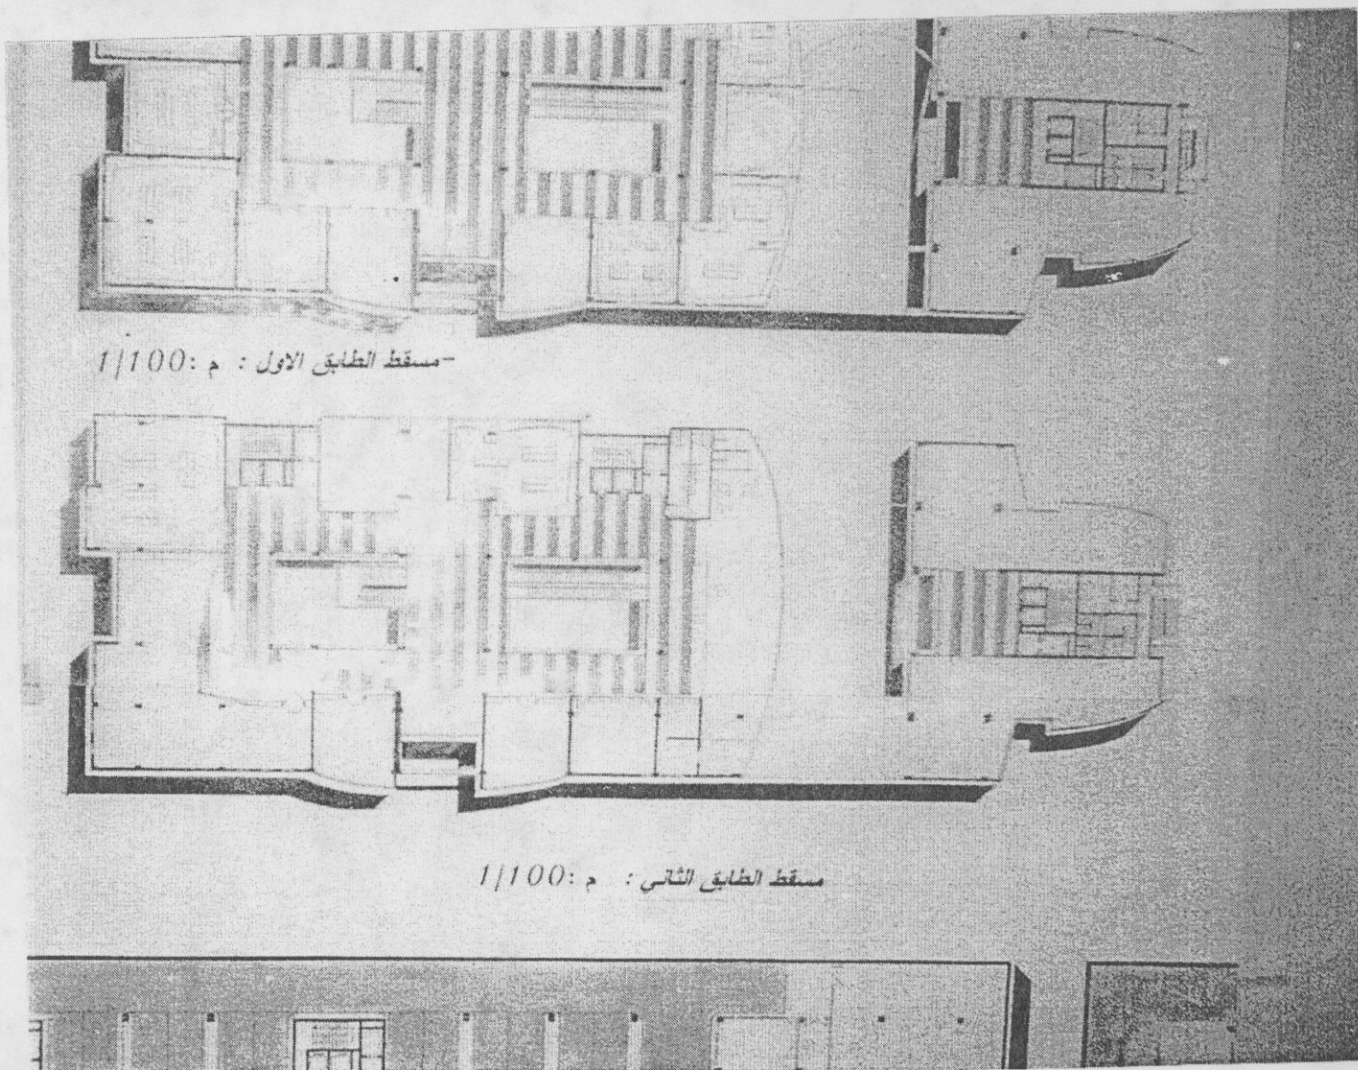 -مسقط الطابق الاول : م :1/100
مسقط الطابق الثاني : م :1/100